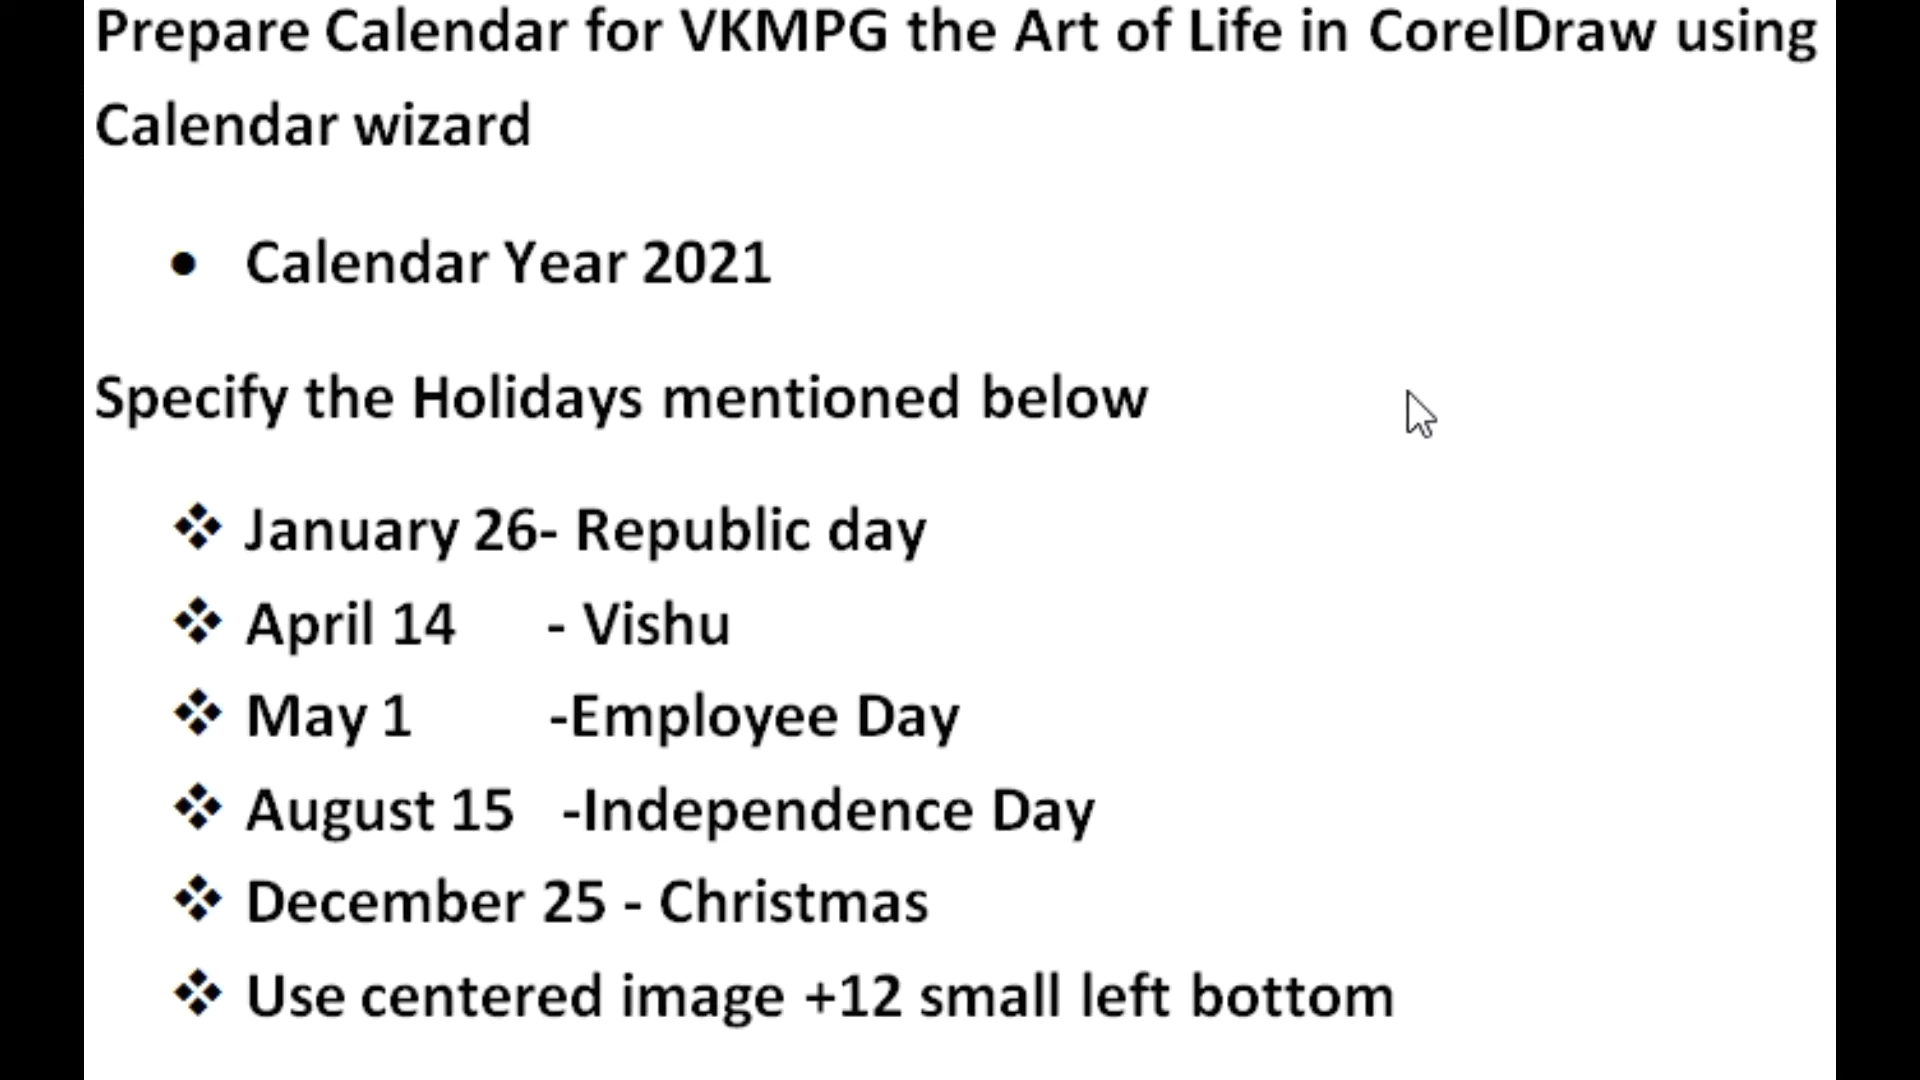 Prepare Calendar for VKMPG the Art of Life in CorelDraw using
Calendar wizard
• Calendar Year 2021
Specify the Holidays mentioned below
❖ January 26- Republic day
❖ April 14 - Vishu
❖ May 1 -Employee Day
❖ August 15 -Independence Day
❖ December 25 - Christmas
❖ Use centered image +12 small left bottom